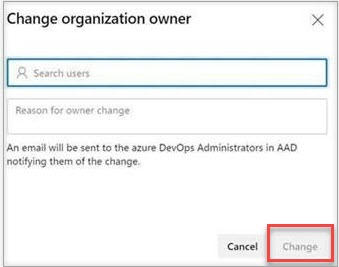 Change organization owner
Search users
Reason for owner change
An email will be sent to the azure DevOps Administrators in AAD
notifying them of the change.
Cancel
Change